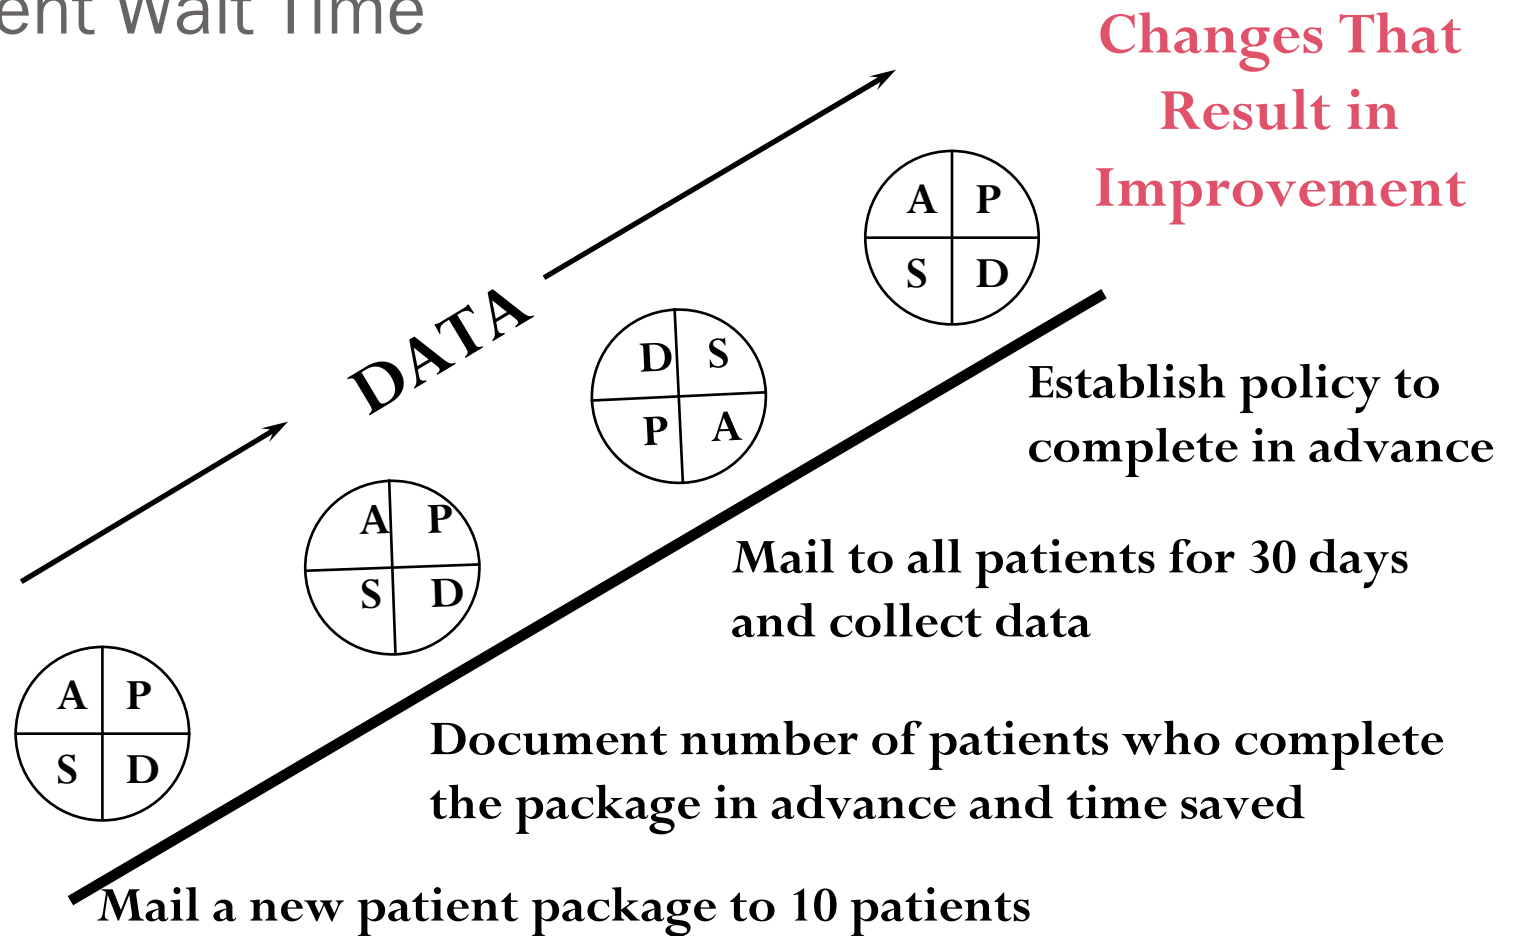 Wait Time
Changes That
Result in
Improvement
A P
S D
DATA
D S
P A
A P
S D
A P
S D
Establish policy to
complete in advance
Mail to all patients for 30 days
and collect data
Document number of patients who complete
the package in advance and time saved
Mail a new patient package to 10 patients